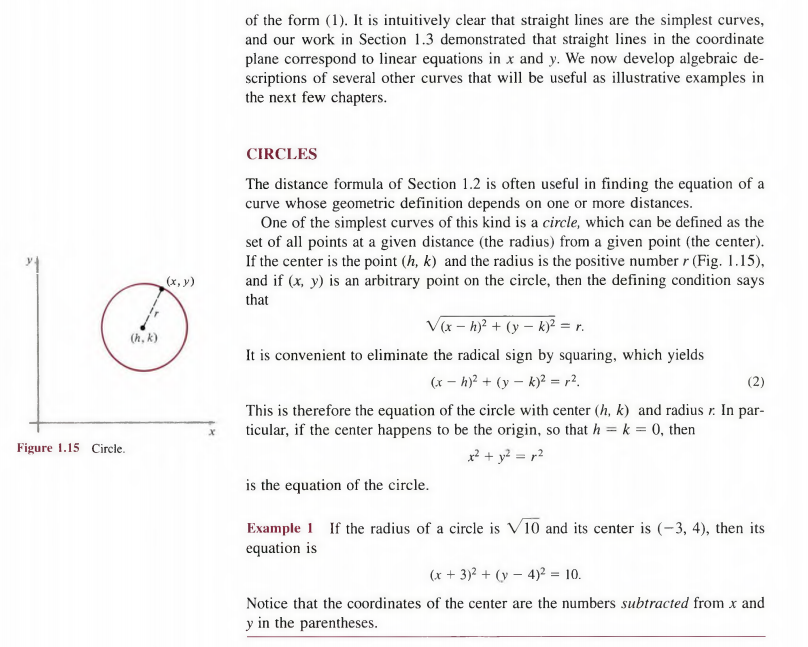 of the form (1). It is intuitively clear that straight lines are the simplest curves,
and our work in Section 1.3 demonstrated that straight lines in the coordinate
plane correspond to linear equations in x and y. We now develop algebraic de-
scriptions of several other curves that will be useful as illustrative examples in
the next few chapters.
CIRCLES
The distance formula of Section 1.2 is often useful in finding the equation of a
curve whose geometric definition depends on one or more distances.
One of the simplest curves of this kind is a circle, which can be defined as the
set of all points at a given distance (the radius) from a given point (the center).
If the center is the point (h, k) and the radius is the positive number r (Fig. 1.15),
and if (x, y) is an arbitrary point on the circle, then the defining condition says
that
√(x − h)² + (y − k)² = r.
It is convenient to eliminate the radical sign by squaring, which yields
(x − h)² + (y − k)² = r². (2)
This is therefore the equation of the circle with center (h, k) and radius r. In par-
ticular, if the center happens to be the origin, so that h = k = 0, then
x² + y² = r²
is the equation of the circle.
Example 1 If the radius of a circle is √10 and its center is (−3, 4), then its
equation is
(x + 3)² + (y − 4)² = 10.
Notice that the coordinates of the center are the numbers subtracted from x and
y in the parentheses.
y
(x, y)
r
(h, k)
x
Figure 1.15 Circle.